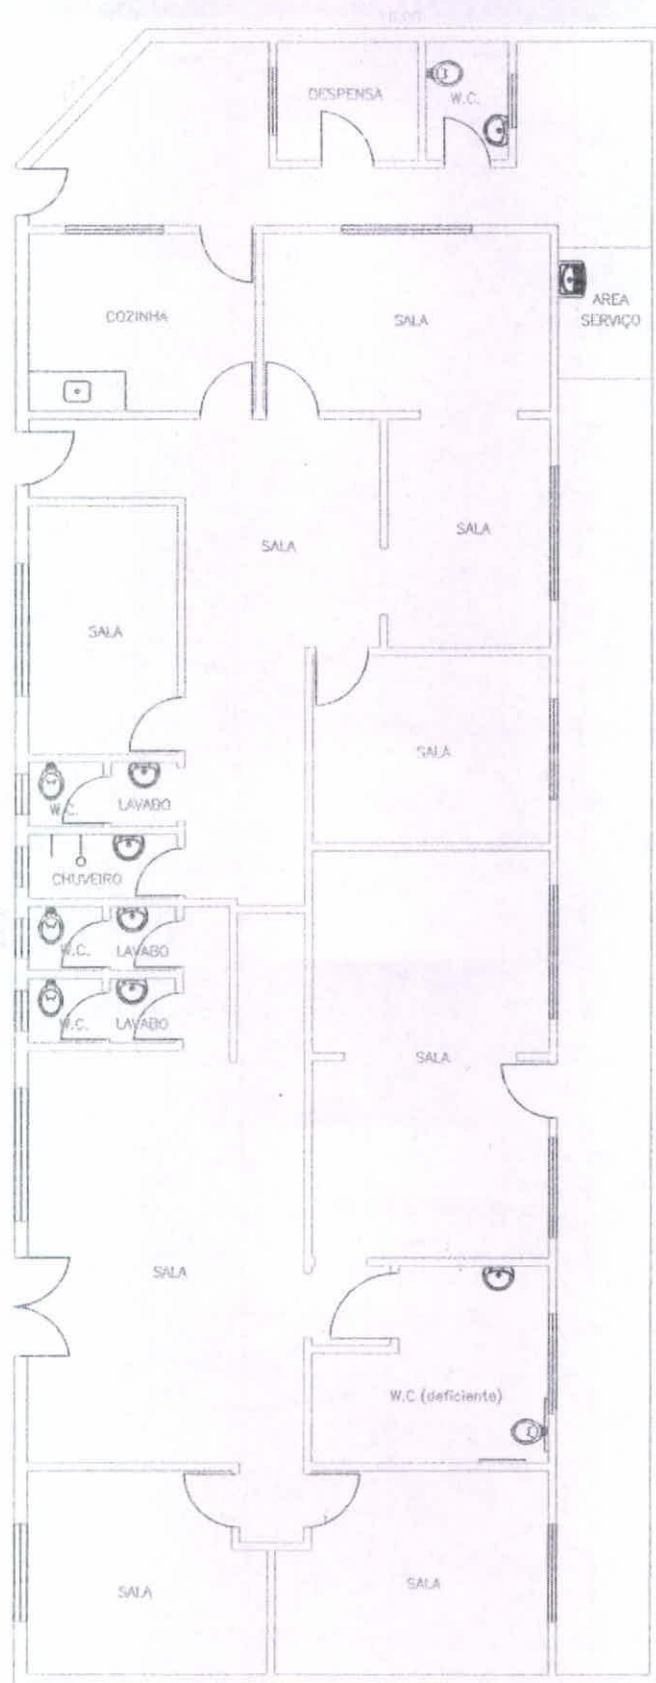 DESPENSA
W.C.
COZINHA
SALA
AREA
SERVIÇO
SALA
SALA
SALA
SALA
W.C.
LAVABO
CHUVEIRO
W.C.
LAVABO
W.C.
LAVABO
SALA
SALA
W.C (deficiente)
SALA
SALA